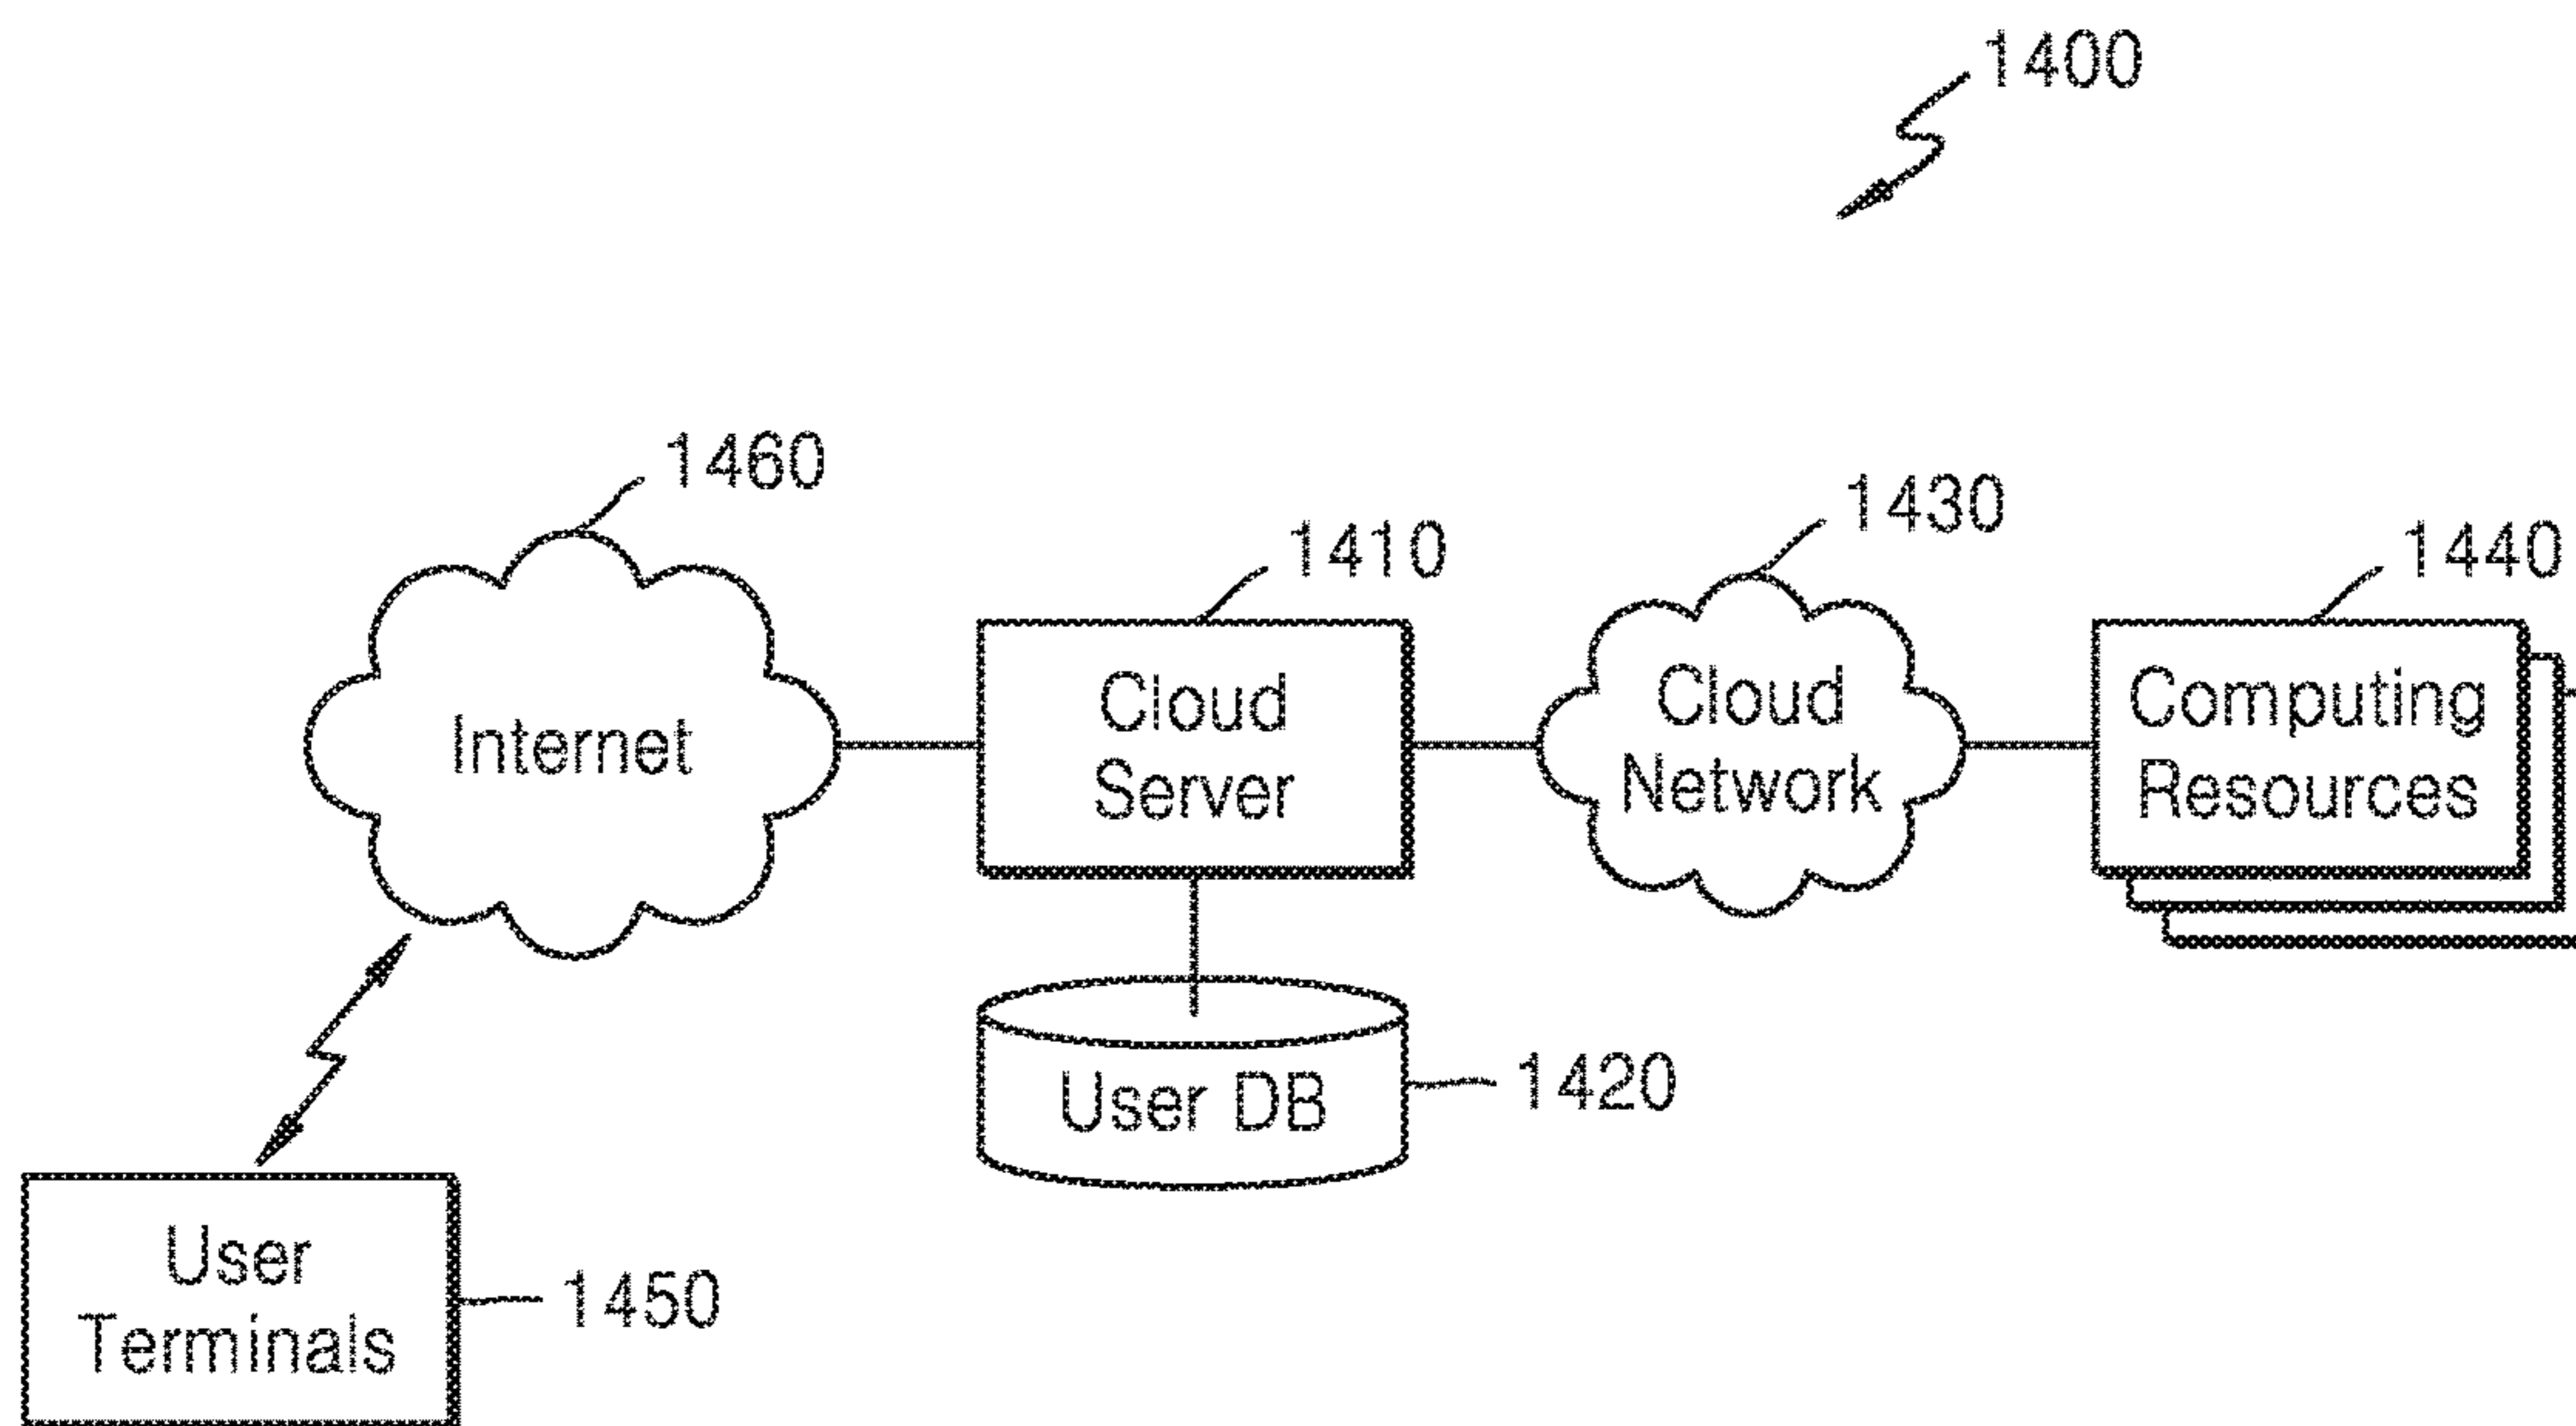 1400
1460
1430
1410
1440
Internet
Cloud
Server
Cloud
Network
Computing
Resources
User DB
1420
User
Terminals
1450